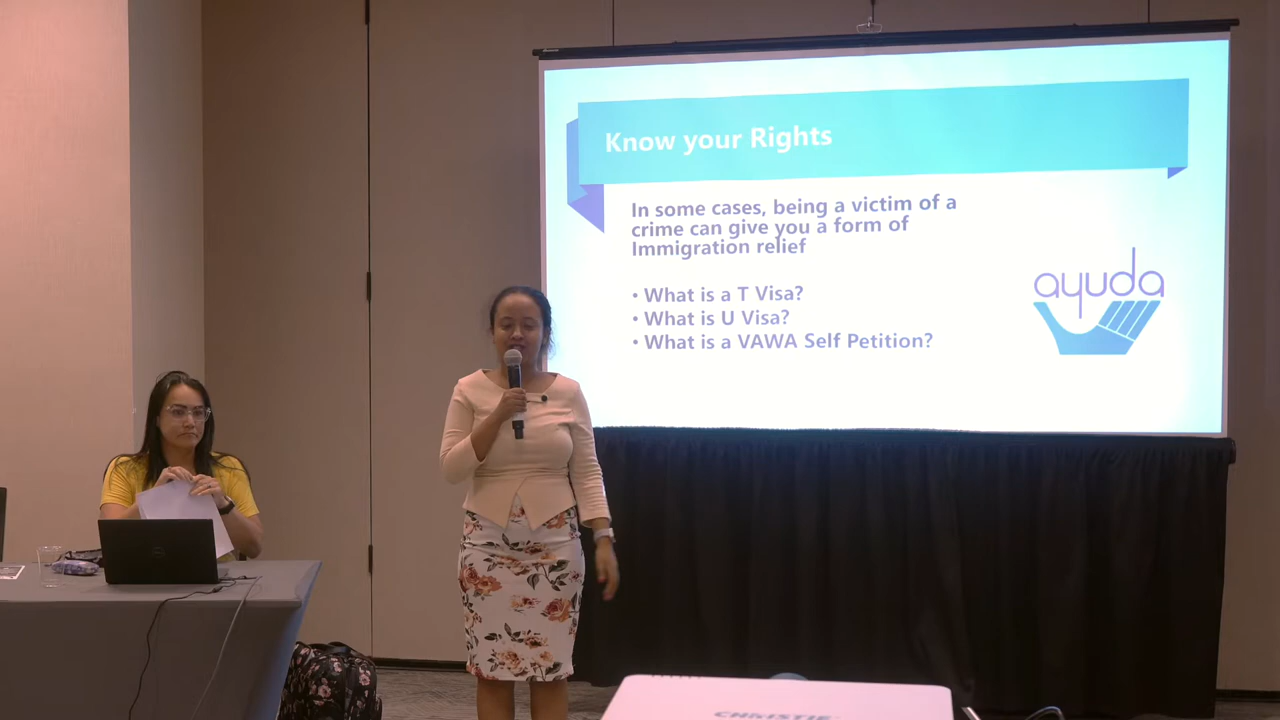 Know your Rights
In some cases, being a victim of a
crime can give you a form of
Immigration relief
• What is a T Visa?
• What is U Visa?
• What is a VAWA Self Petition?
ayuda
CHRISTIE